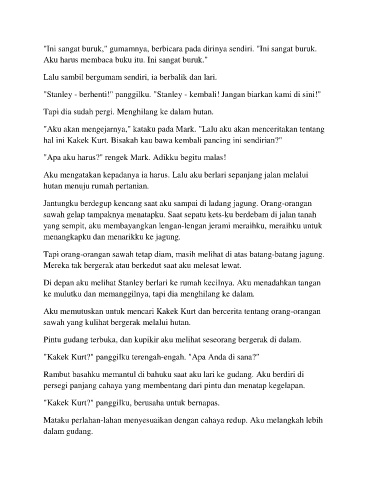 "Ini sangat buruk," gumamnya, berbicara pada dirinya sendiri. "Ini sangat buruk.
Aku harus membaca buku itu. Ini sangat buruk."
Lalu sambil bergumam sendiri, ia berbalik dan lari.
"Stanley - berhenti!" panggilku. "Stanley - kembali! Jangan biarkan kami di sini!"
Tapi dia sudah pergi. Menghilang ke dalam hutan.
"Aku akan mengejarnya," kataku pada Mark. "Lalu aku akan menceritakan tentang
hal ini Kakek Kurt. Bisakah kau bawa kembali pancing ini sendirian?"
"Apa aku harus?" rengek Mark. Adikku begitu malas!
Aku mengatakan kepadanya ia harus. Lalu aku berlari sepanjang jalan melalui
hutan menuju rumah pertanian.
Jantungku berdegup kencang saat aku sampai di ladang jagung. Orang-orangan
sawah gelap tampaknya menatapku. Saat sepatu kets-ku berdebam di jalan tanah
yang sempit, aku membayangkan lengan-lengan jerami meraihku, meraihku untuk
menangkapku dan menarikku ke jagung.
Tapi orang-orangan sawah tetap diam, masih melihat di atas batang-batang jagung.
Mereka tak bergerak atau berkedut saat aku melesat lewat.
Di depan aku melihat Stanley berlari ke rumah kecilnya. Aku menadahkan tangan
ke mulutku dan memanggilnya, tapi dia menghilang ke dalam.
Aku memutuskan untuk mencari Kakek Kurt dan bercerita tentang orang-orangan
sawah yang kulihat bergerak melalui hutan.
Pintu gudang terbuka, dan kupikir aku melihat seseorang bergerak di dalam.
"Kakek Kurt?" panggilku terengah-engah. "Apa Anda di sana?"
Rambut basahku memantul di bahuku saat aku lari ke gudang. Aku berdiri di
persegi panjang cahaya yang membentang dari pintu dan menatap kegelapan.
"Kakek Kurt?" panggilku, berusaha untuk bernapas.
Mataku perlahan-lahan menyesuaikan dengan cahaya redup. Aku melangkah lebih
dalam gudang.